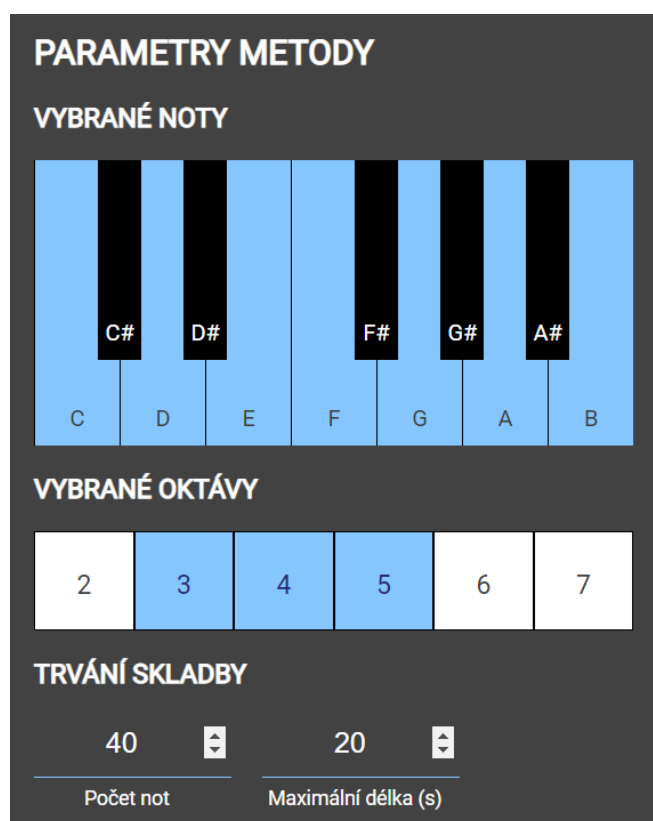 PARAMETRY METODY
VYBRANÉ NOTY
C# D# F# G# A#
C D E F G A B
VYBRANÉ OKTÁVY
2 3 4 5 6 7
TRVÁNÍ SKLADBY
40 20
Počet not Maximální délka (s)